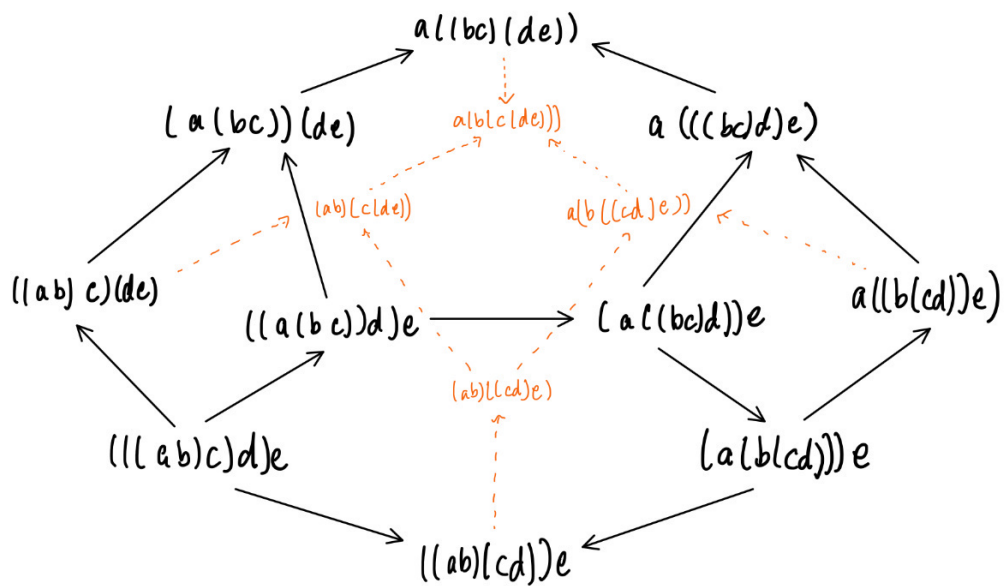 a((bc)(de))
(a(bc))(de)
a(b(c(de)))
a(((bc)d)e)
(ab)(c(de))
a(b((cd)e))
((ab)c)(de)
((a(bc))d)e
(a((bc)d))e
a((b(cd))e)
(ab)((cd)e)
(((ab)c)d)e
(a(b(cd)))e
((ab)(cd))e